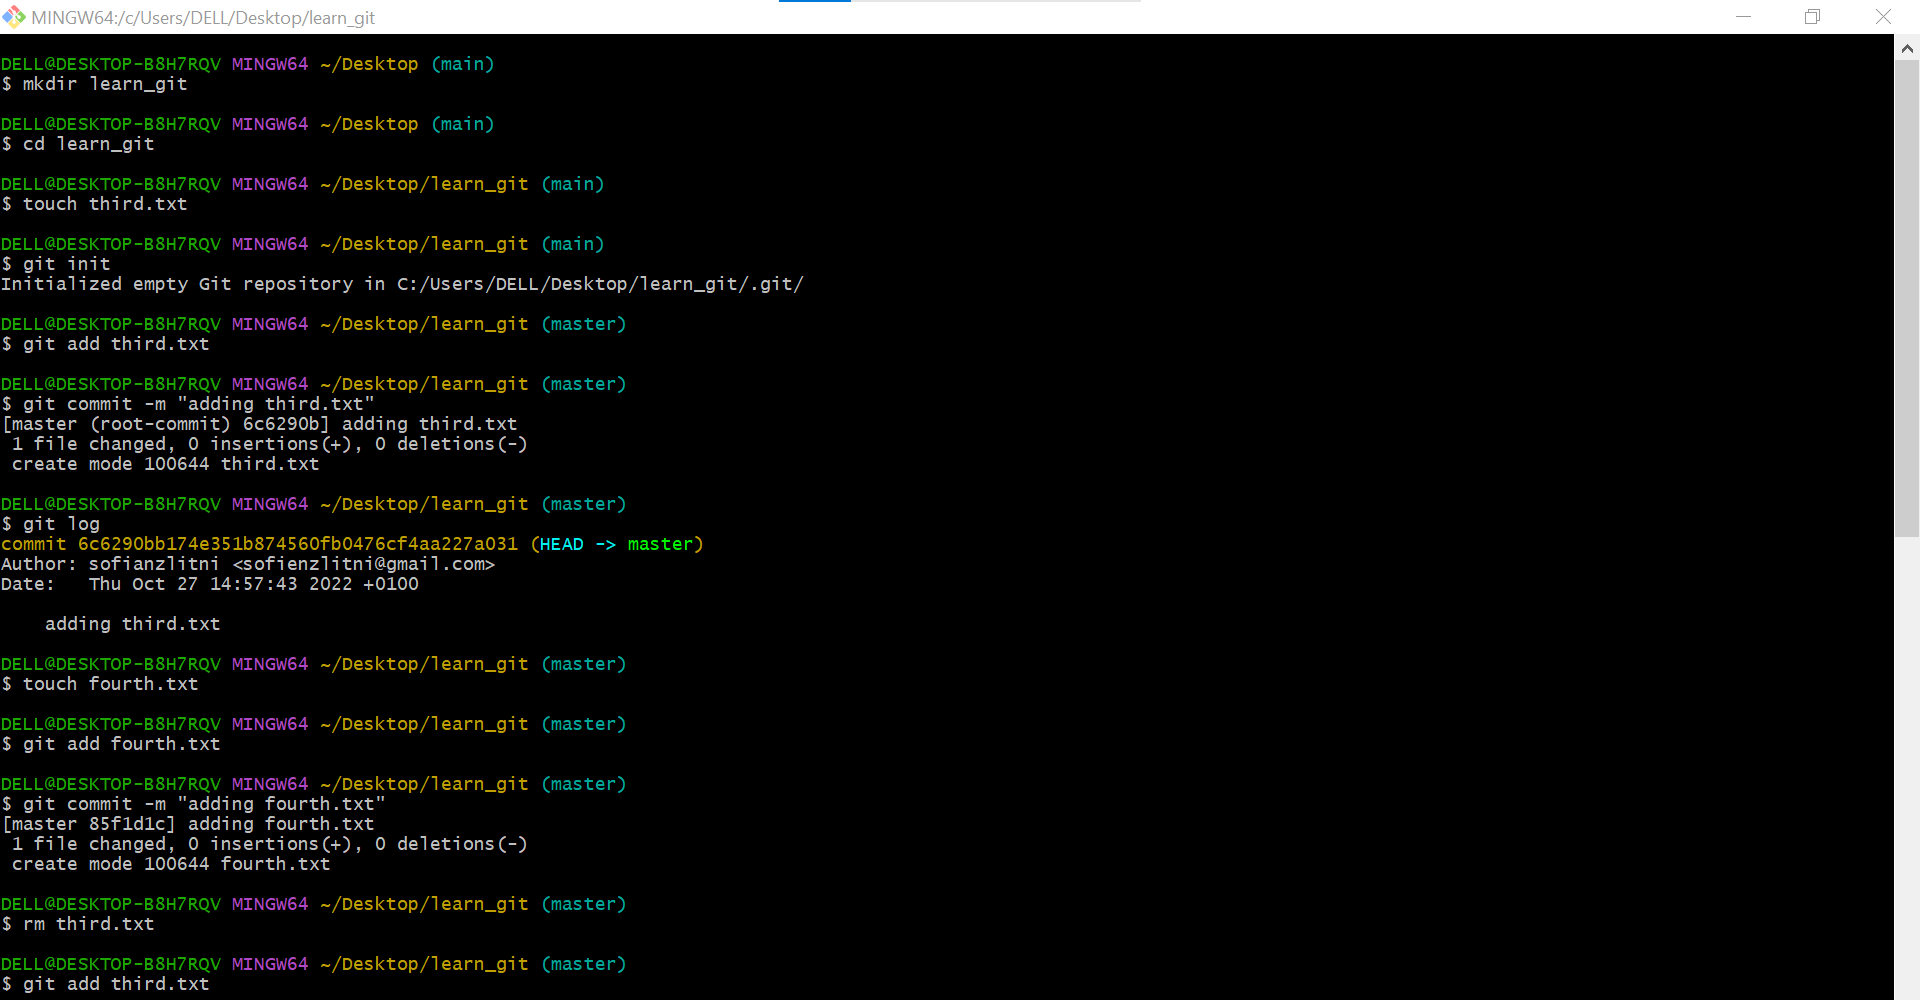 MINGW64:/c/Users/DELL/Desktop/learn_git
DELL@DESKTOP-B8H7RQV MINGW64 ~/Desktop (main)
$ mkdir learn_git
DELL@DESKTOP-B8H7RQV MINGW64 ~/Desktop (main)
$ cd learn_git
DELL@DESKTOP-B8H7RQV MINGW64 ~/Desktop/learn_git (main)
$ touch third.txt
DELL@DESKTOP-B8H7RQV MINGW64 ~/Desktop/learn_git (main)
$ git init
Initialized empty Git repository in C:/Users/DELL/Desktop/learn_git/.git/
DELL@DESKTOP-B8H7RQV MINGW64 ~/Desktop/learn_git (master)
$ git add third.txt
DELL@DESKTOP-B8H7RQV MINGW64 ~/Desktop/learn_git (master)
$ git commit -m "adding third.txt"
[master (root-commit) 6c6290b] adding third.txt
 1 file changed, 0 insertions(+), 0 deletions(-)
 create mode 100644 third.txt
DELL@DESKTOP-B8H7RQV MINGW64 ~/Desktop/learn_git (master)
$ git log
commit 6c6290bb174e351b874560fb0476cf4aa227a031 (HEAD -> master)
Author: sofianzlitni <sofienzlitni@gmail.com>
Date:   Thu Oct 27 14:57:43 2022 +0100
    adding third.txt
DELL@DESKTOP-B8H7RQV MINGW64 ~/Desktop/learn_git (master)
$ touch fourth.txt
DELL@DESKTOP-B8H7RQV MINGW64 ~/Desktop/learn_git (master)
$ git add fourth.txt
DELL@DESKTOP-B8H7RQV MINGW64 ~/Desktop/learn_git (master)
$ git commit -m "adding fourth.txt"
[master 85f1d1c] adding fourth.txt
 1 file changed, 0 insertions(+), 0 deletions(-)
 create mode 100644 fourth.txt
DELL@DESKTOP-B8H7RQV MINGW64 ~/Desktop/learn_git (master)
$ rm third.txt
DELL@DESKTOP-B8H7RQV MINGW64 ~/Desktop/learn_git (master)
$ git add third.txt